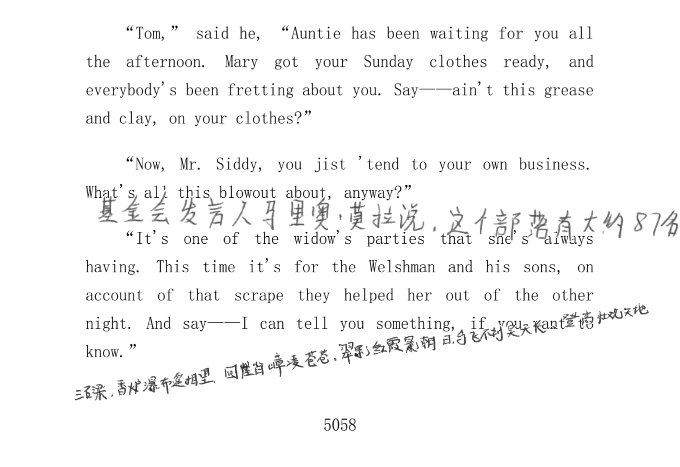 “Tom,” said he, “Auntie has been waiting for you all
the afternoon. Mary got your Sunday clothes ready, and
everybody's been fretting about you. Say——ain't this grease
and clay, on your clothes?”
“Now, Mr. Siddy, you jist 'tend to your own business.
What's all this blowout about, anyway?”
基金会发言人马里奥·莫拉说,这个部落有大约87名
“It's one of the widow's parties that she's always
having. This time it's for the Welshman and his sons, on
account of that scrape they helped her out of the other
night. And say——I can tell you something, if you want to
know.”
三石梁,香炉瀑布遥相望 回崖沓嶂凌苍苍,翠影红霞映朝日,鸟飞不到吴天长,登高壮观天地
5058